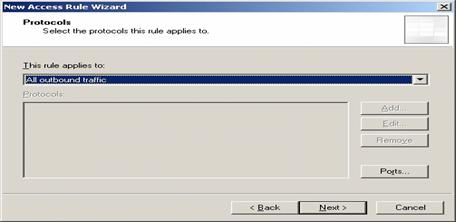 New Access Rule Wizard
Protocols
Select the protocols this rule applies to.
This rule applies to:
All outbound traffic
Protocols:
Add...
Edit...
Remove
Ports...
< Back
Next >
Cancel